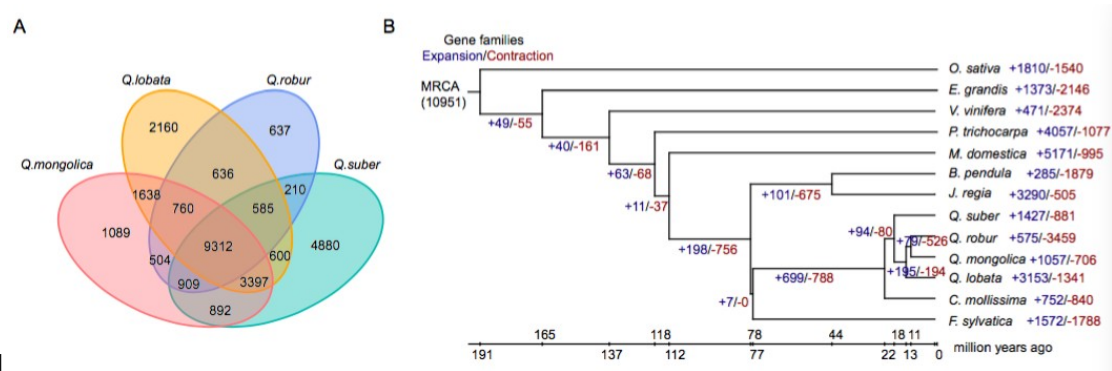 A
Q.lobata
Q.robur
Q.mongolica
Q.suber
2160
637
636
1638
210
760
585
1089
9312
4880
504
600
909
3397
892
B
Gene families
Expansion/Contraction
MRCA
(10951)
O. sativa +1810/-1540
E. grandis +1373/-2146
+49/-55
V. vinifera +471/-2374
P. trichocarpa +4057/-1077
+40/-161
M. domestica +5171/-995
+63/-68
B. pendula +285/-1879
+101/-675
J. regia +3290/-505
+11/-37
Q. suber +1427/-881
+94/-80
Q. robur +575/-3459
+79/-526
+198/-756
Q. mongolica +1057/-706
+195/-194
+699/-788
Q. lobata +3153/-1341
+7/-0
C. mollissima +752/-840
F. sylvatica +1572/-1788
165 118 78 44 18 11
191 137 112 77 22 13 0
million years ago